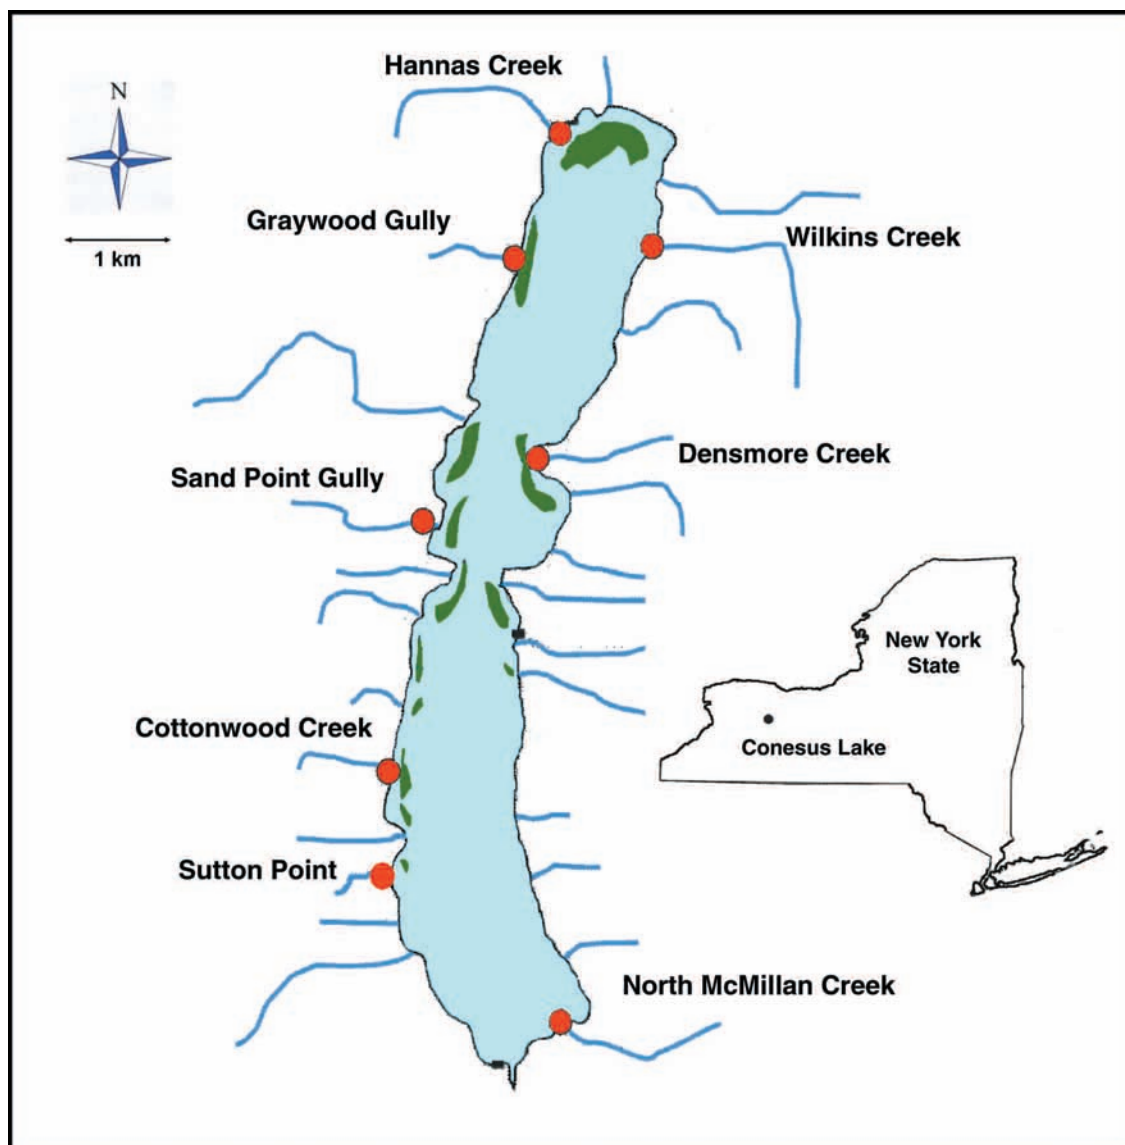 Hannas Creek
N
Graywood Gully
Wilkins Creek
1 km
Densmore Creek
Sand Point Gully
New York
State
Cottonwood Creek
Conesus Lake
Sutton Point
North McMillan Creek